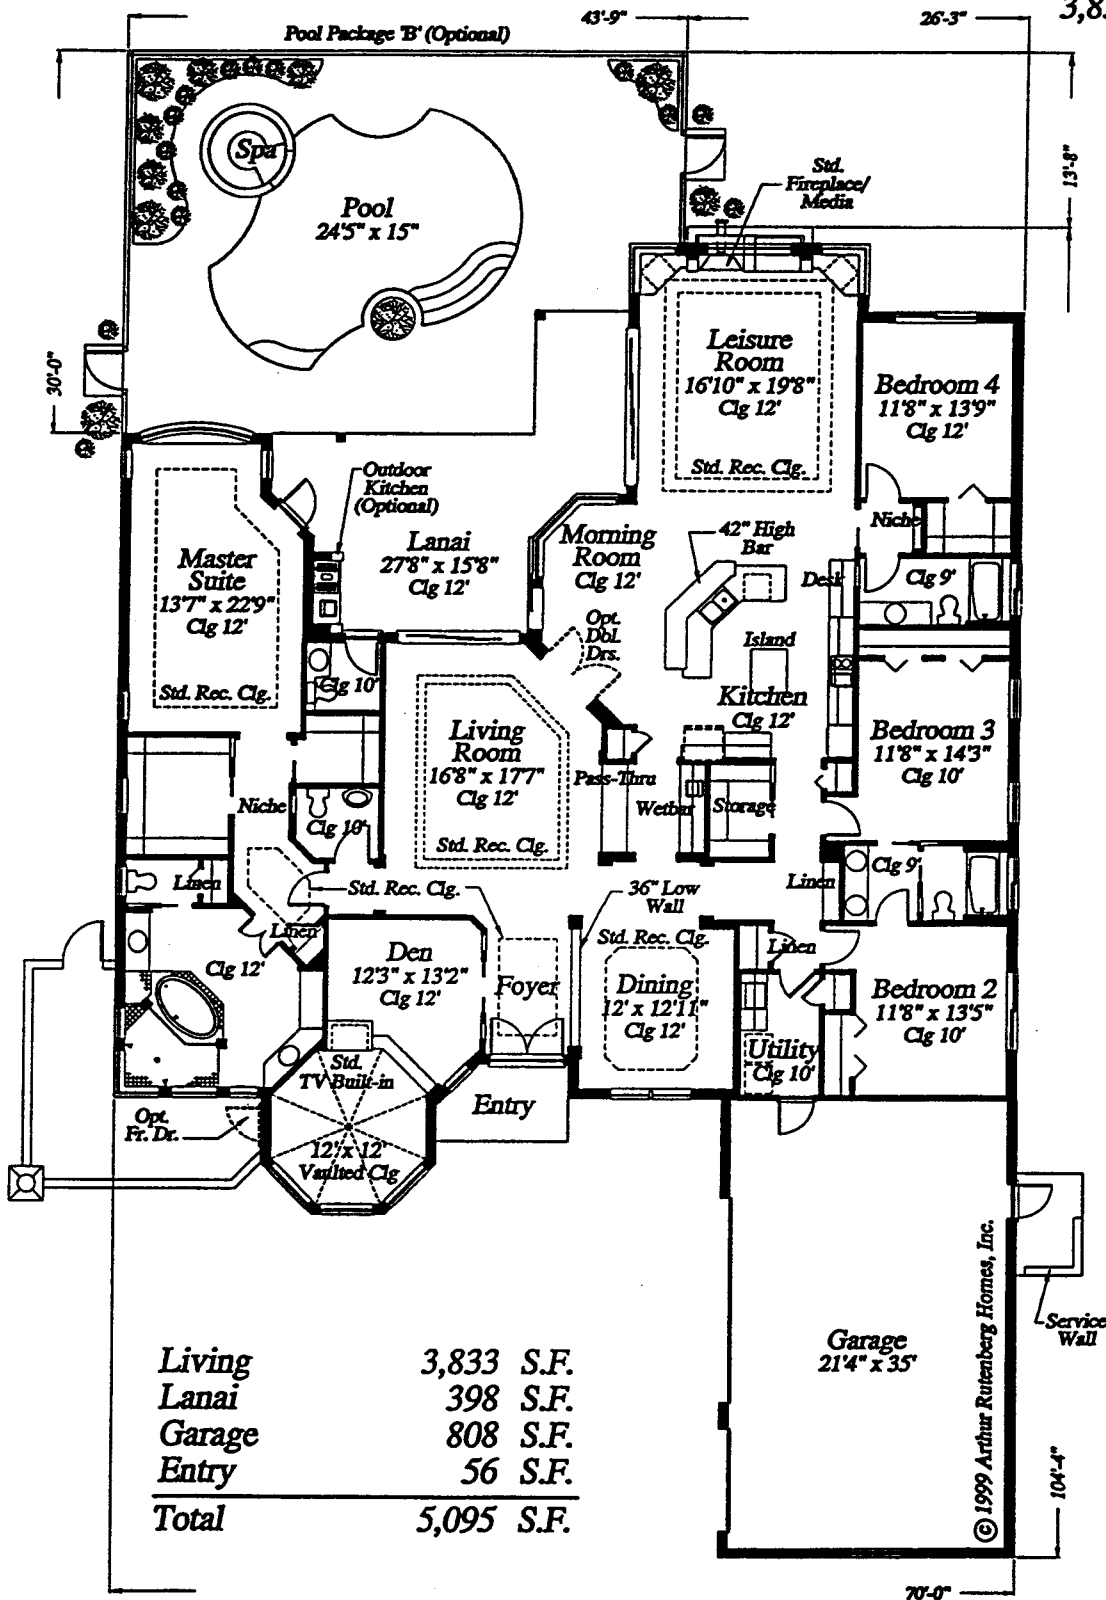 43'-9"
26'-3"
Pool Package 'B' (Optional)
13'-8"
Spa
Pool
24'5" x 15"
Std.
Fireplace/
Media
30'-0"
Leisure
Room
16'10" x 19'8"
Clg 12'
Std. Rec. Clg.
Bedroom 4
11'8" x 13'9"
Clg 12'
Outdoor
Kitchen
(Optional)
Niche
Lanai
27'8" x 15'8"
Clg 12'
Morning
Room
Clg 12'
42" High
Bar
Master
Suite
13'7" x 22'9"
Clg 12'
Std. Rec. Clg.
Desk
Clg 9'
Opt.
Dbl.
Drs.
Island
Kitchen
Clg 12'
Clg 10'
Living
Room
16'8" x 17'7"
Clg 12'
Std. Rec. Clg.
Bedroom 3
11'8" x 14'3"
Clg 10'
Pass-Thru
Wetbar
Storage
Niche
Clg 10'
Clg 9'
Linen
Std. Rec. Clg.
36" Low
Wall
Linen
Linen
Den
12'3" x 13'2"
Clg 12'
Foyer
Std. Rec. Clg.
Dining
12' x 12'11"
Clg 12'
Linen
Clg 12'
Bedroom 2
11'8" x 13'5"
Clg 10'
Utility
Clg 10'
Std.
TV Built-in
Entry
Opt.
Fr. Dr.
12' x 12'
Vaulted Clg
Service
Wall
Garage
21'4" x 35'
© 1999 Arthur Rutenberg Homes, Inc.
104'-4"
Living 3,833 S.F.
Lanai 398 S.F.
Garage 808 S.F.
Entry 56 S.F.
Total 5,095 S.F.
70'-0"